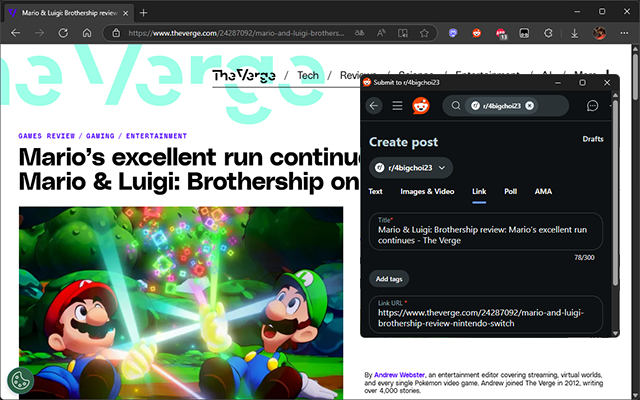 Mario & Luigi: Brothership review
https://www.theverge.com/24287092/mario-and-luigi-brothers...
13
The Verge
The Verge / Tech / Reviews / Science / Entertainment / AI / More
GAMES REVIEW / GAMING / ENTERTAINMENT
Mario's excellent run continues
Mario & Luigi: Brothership on
Submit to r/4bigchoi23
r/4bigchoi23
Create post
Drafts
r/4bigchoi23
Text
Images & Video
Link
Poll
AMA
Title*
Mario & Luigi: Brothership review: Mario's excellent run
continues - The Verge
78/300
Add tags
Link URL *
https://www.theverge.com/24287092/mario-and-luigi-
brothership-review-nintendo-switch
By Andrew Webster, an entertainment editor covering streaming, virtual worlds,
and every single Pokémon video game. Andrew joined The Verge in 2012, writing
over 4,000 stories.